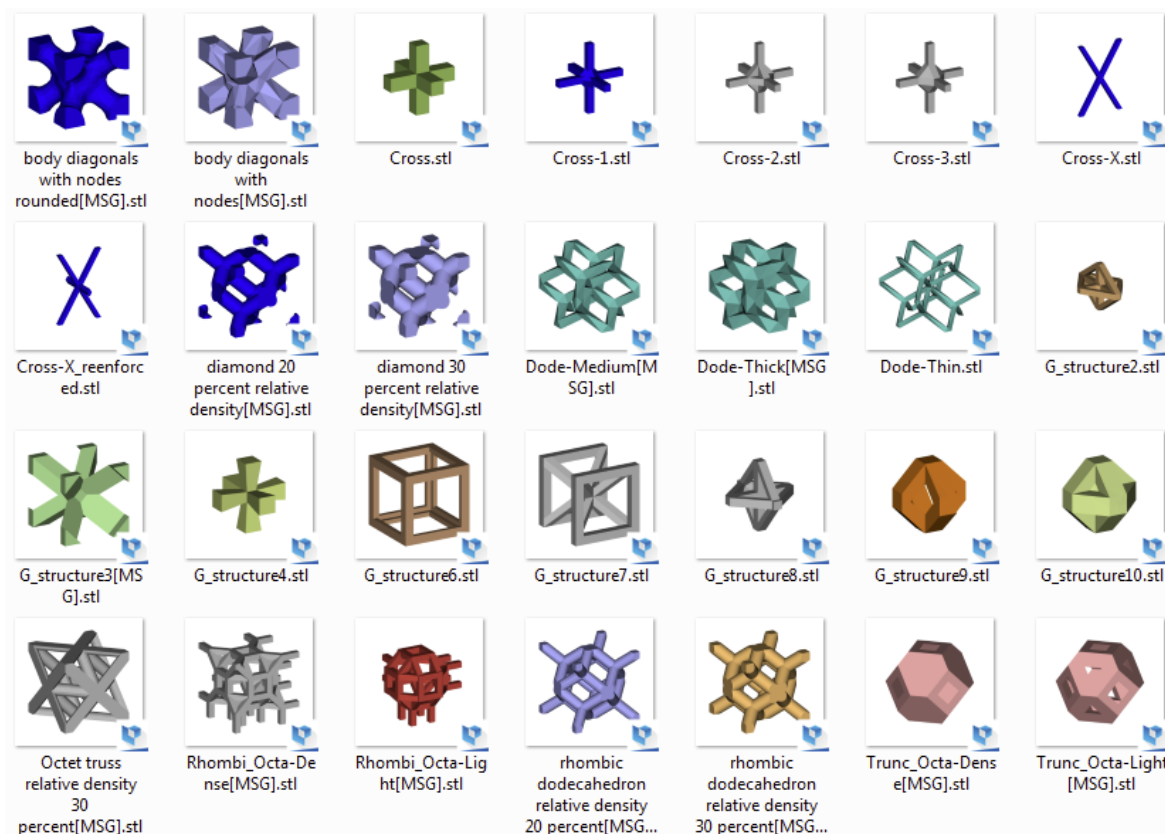 body diagonals
with nodes
rounded[MSG].stl
body diagonals
with
nodes[MSG].stl
Cross.stl
Cross-1.stl
Cross-2.stl
Cross-3.stl
Cross-X.stl
Cross-X_reenforc
ed.stl
diamond 20
percent relative
density[MSG].stl
diamond 30
percent relative
density[MSG].stl
Dode-Medium[M
SG].stl
Dode-Thick[MSG
].stl
Dode-Thin.stl
G_structure2.stl
G_structure3[MS
G].stl
G_structure4.stl
G_structure6.stl
G_structure7.stl
G_structure8.stl
G_structure9.stl
G_structure10.stl
Octet truss
relative density
30
percent[MSG].stl
Rhombi_Octa-De
nse[MSG].stl
Rhombi_Octa-Lig
ht[MSG].stl
rhombic
dodecahedron
relative density
20 percent[MSG...
rhombic
dodecahedron
relative density
30 percent[MSG...
Trunc_Octa-Dens
e[MSG].stl
Trunc_Octa-Light
[MSG].stl